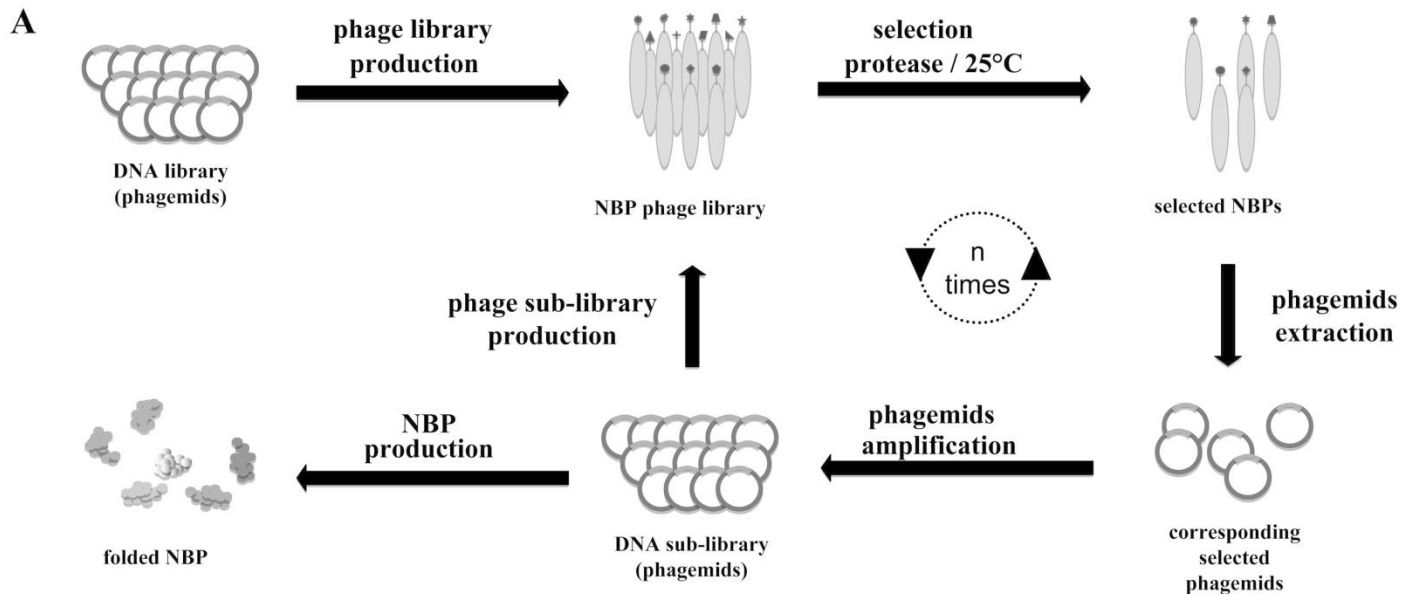 A
phage library
production
selection
protease / 25°C
DNA library
(phagemids)
NBP phage library
selected NBPs
n
times
phage sub-library
production
phagemids
extraction
NBP
production
phagemids
amplification
folded NBP
DNA sub-library
(phagemids)
corresponding
selected
phagemids